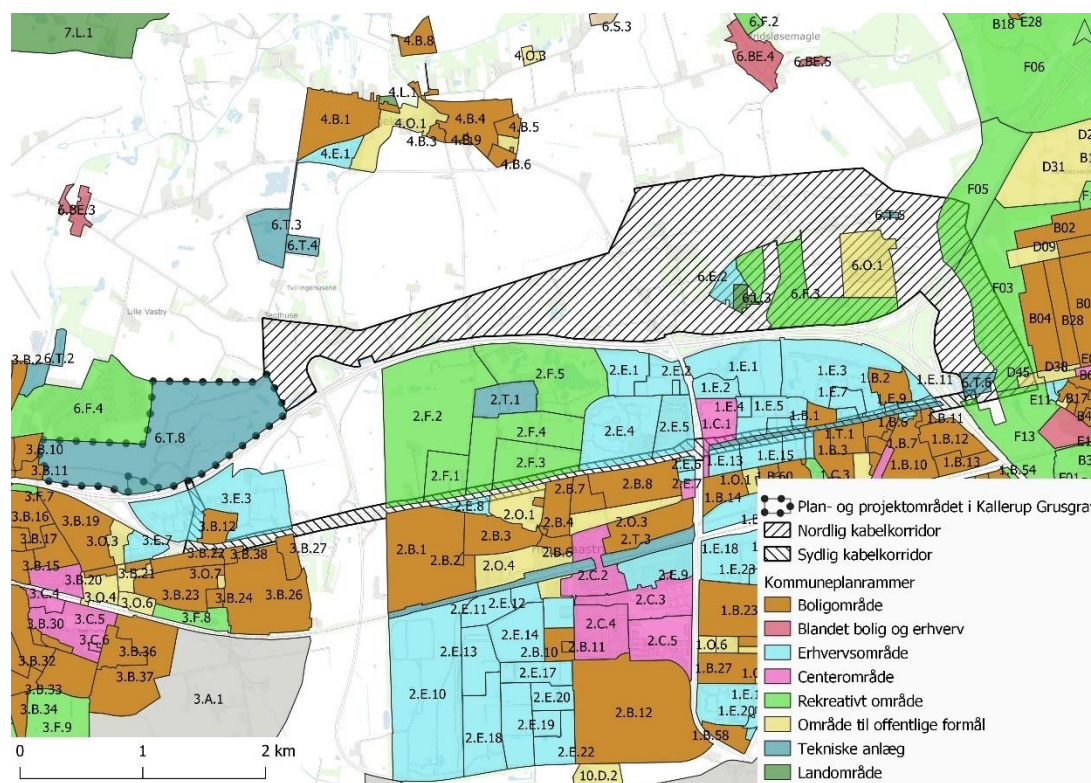 7.L.1
4.B.8
4.O.3
6.S.3
6.F.2
6.BE.4
6.BE.5
B18
E28
F06
4.L.1
4.B.1
4.O.1
4.B.4
4.B.5
4.B.3
4.B.9
4.E.1
4.B.6
D31
F05
B02
D09
6.BE.3
6.T.3
6.T.4
Tvillingehusene
Lille Vasby
6.T.5
6.E.2
6.O.1
6.L.3
6.F.3
F03
B04
B28
3.B.2
6.T.2
6.F.4
6.T.8
3.B.10
3.B.11
2.F.5
2.T.1
2.F.2
2.F.4
2.F.3
2.F.1
2.E.1
2.E.2
2.E.4
2.E.5
1.E.1
1.E.2
1.E.3
1.E.4
1.C.1
1.E.5
1.E.7
1.B.2
1.E.9
1.E.11
6.T.6
D45
D38
E11
B17
F13
1.B.1
1.T.1
1.B.3
1.B.6
1.B.7
1.B.11
1.B.12
1.B.10
1.B.13
1.B.54
1.E.13
1.E.15
1.O.1
1.B.60
1.C.3
1.B.14
3.F.7
3.B.16
3.B.17
3.B.19
3.O.3
3.E.7
3.E.3
3.B.12
3.B.22
3.B.38
3.B.27
3.B.15
3.B.20
3.B.21
3.O.7
3.C.4
3.O.4
3.O.6
3.B.23
3.B.24
3.B.26
3.B.30
3.C.5
3.C.6
3.F.8
3.B.32
3.B.36
3.B.33
3.B.37
3.B.34
3.F.9
3.A.1
2.E.8
2.O.1
2.B.7
2.B.8
2.E.6
2.E.7
2.B.1
2.B.2
2.B.3
2.B.4
2.O.3
2.T.3
2.B.6
2.O.4
2.C.2
2.E.9
2.C.3
2.E.11
2.E.12
2.E.13
2.E.14
2.C.4
2.B.10
2.B.11
2.C.5
2.E.10
2.E.17
2.E.20
2.E.18
2.E.19
2.B.12
2.E.22
10.D.2
1.E.18
1.E.23
1.B.23
1.O.6
1.B.27
1.E.20
1.B.58
Plan- og projektområdet i Kallerup Grusgrav
Nordlig kabelkorridor
Sydlig kabelkorridor
Kommuneplanrammer
Boligområde
Blandet bolig og erhverv
Erhvervsområde
Centerområde
Rekreativt område
Område til offentlige formål
Tekniske anlæg
Landområde
0 1 2 km